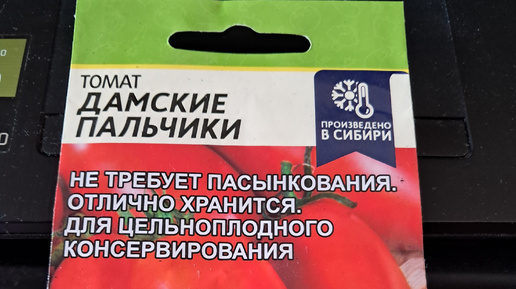 ТОМАТ
ДАМСКИЕ
ПАЛЬЧИКИ
ПРОИЗВЕДЕНО
В СИБИРИ
НЕ ТРЕБУЕТ ПАСЫНКОВАНИЯ.
ОТЛИЧНО ХРАНИТСЯ.
ДЛЯ ЦЕЛЬНОПЛОДНОГО
КОНСЕРВИРОВАНИЯ